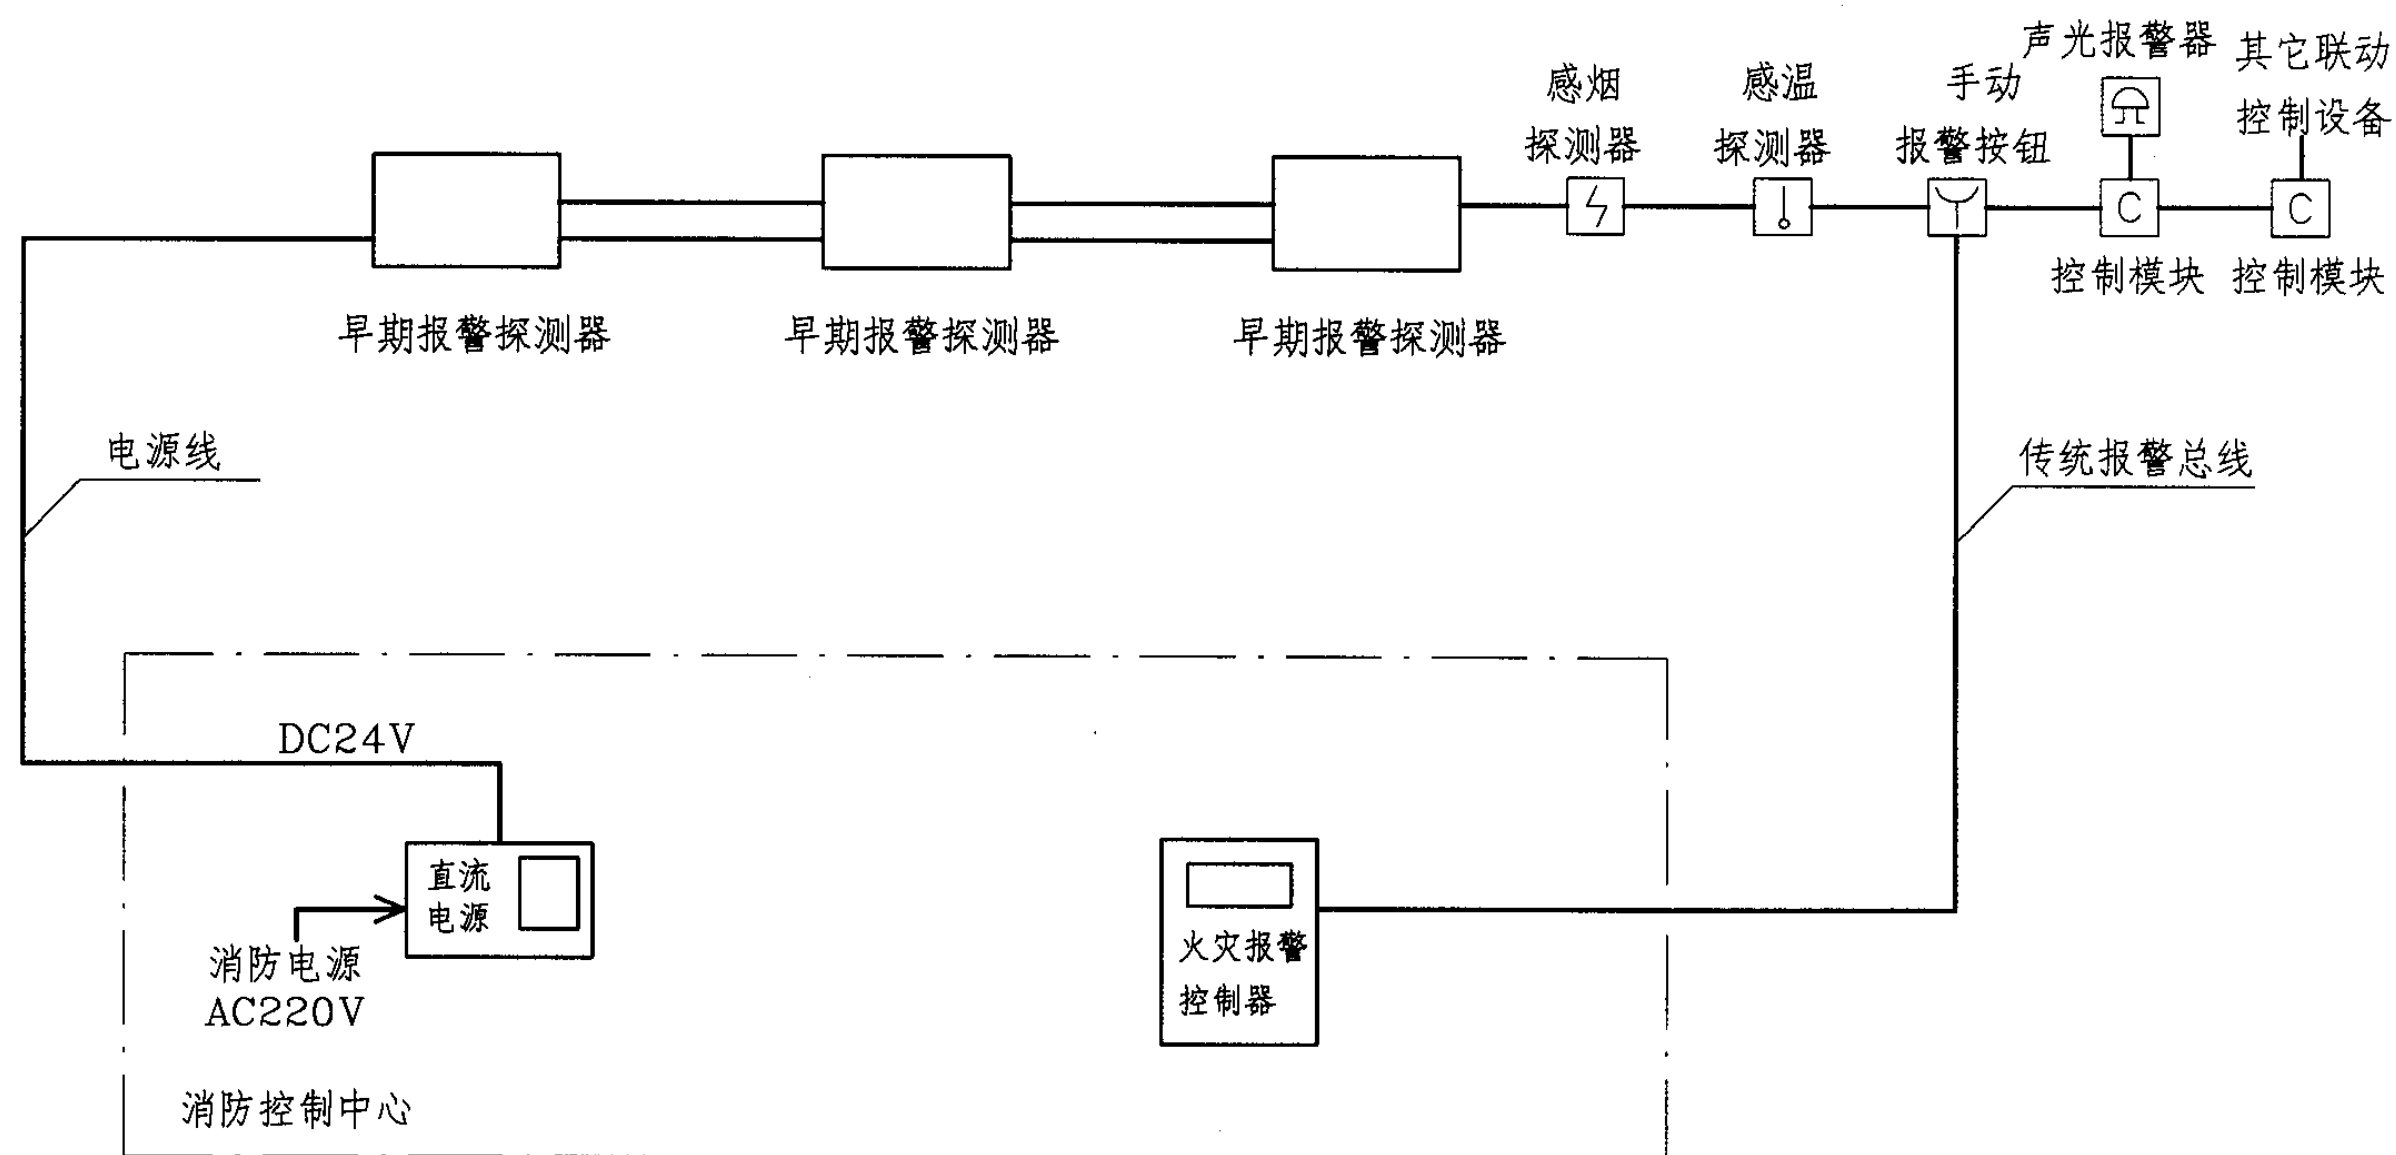 声光报警器
其它联动
控制设备
感烟
探测器
感温
探测器
手动
报警按钮
C
C
控制模块
控制模块
早期报警探测器
早期报警探测器
早期报警探测器
电源线
传统报警总线
DC24V
直流
电源
消防电源
AC220V
火灾报警
控制器
消防控制中心